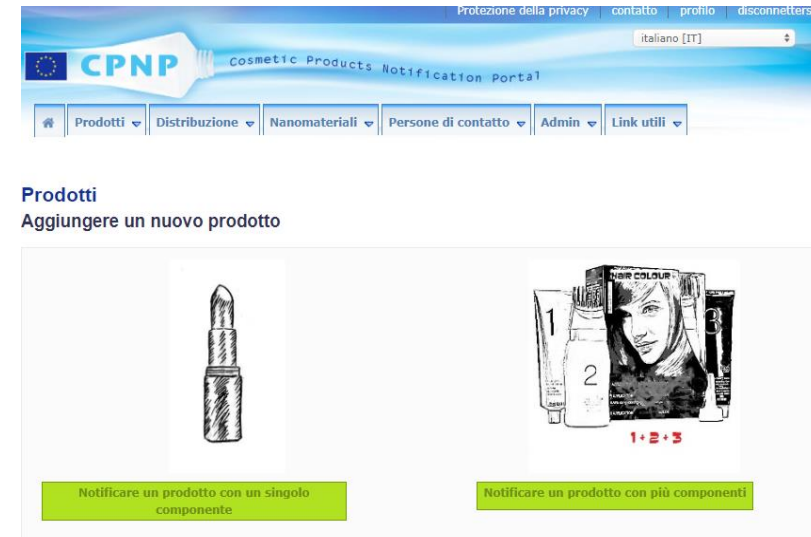 Protezione della privacy contatto profilo disconnetters
italiano [IT]
CPNP Cosmetic Products Notification Portal
Prodotti Distribuzione Nanomateriali Persone di contatto Admin Link utili
Prodotti
Aggiungere un nuovo prodotto
HAIR COLOUR
1
2
3
1+2+3
Notificare un prodotto con un singolo
componente
Notificare un prodotto con più componenti